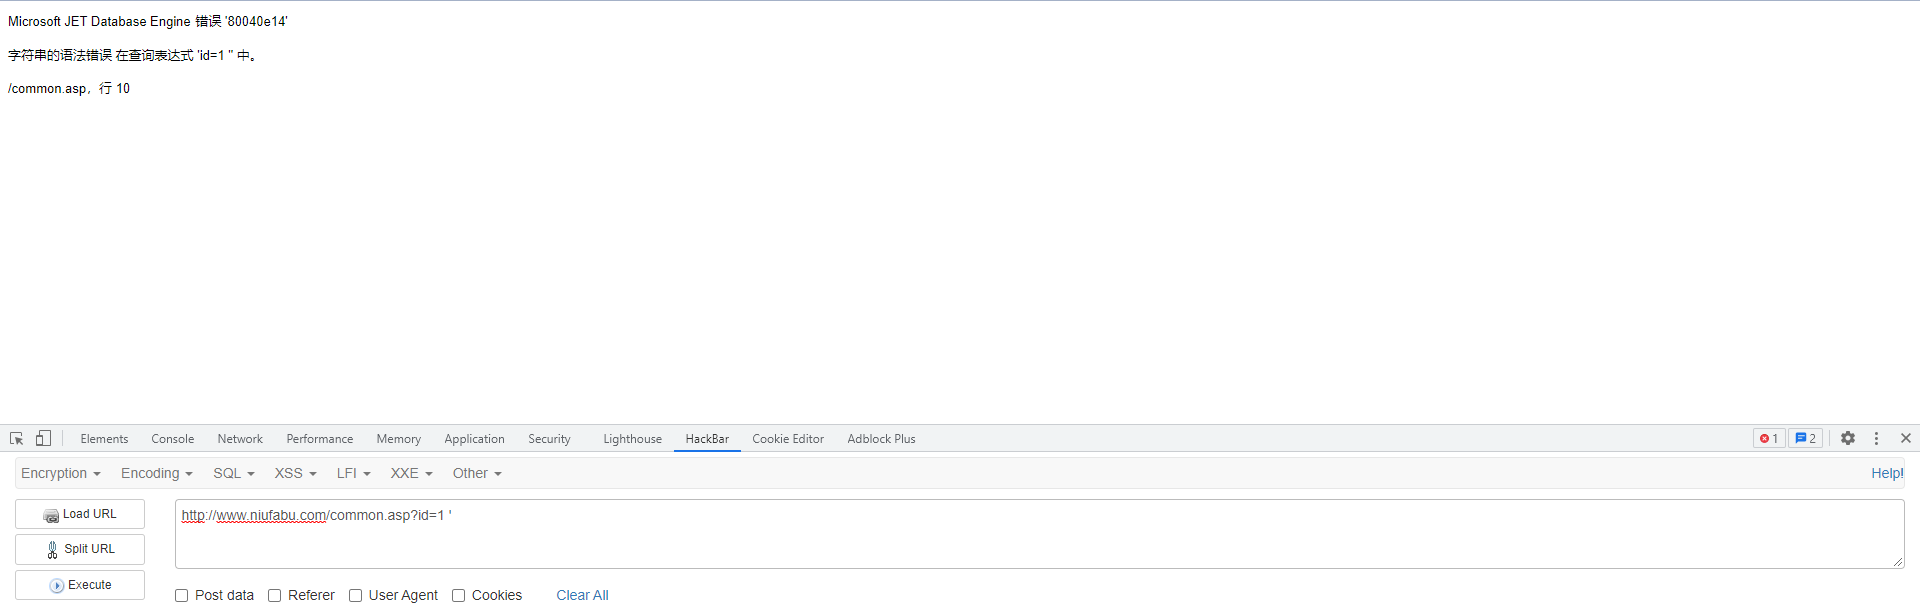 Microsoft JET Database Engine 错误 '80040e14'
字符串的语法错误 在查询表达式 'id=1 '' 中。
/common.asp，行 10
Elements Console Network Performance Memory Application Security Lighthouse HackBar Cookie Editor Adblock Plus 1 2
Encryption Encoding SQL XSS LFI XXE Other Help!
Load URL
http://www.niufabu.com/common.asp?id=1 '
Split URL
Execute
Post data Referer User Agent Cookies Clear All